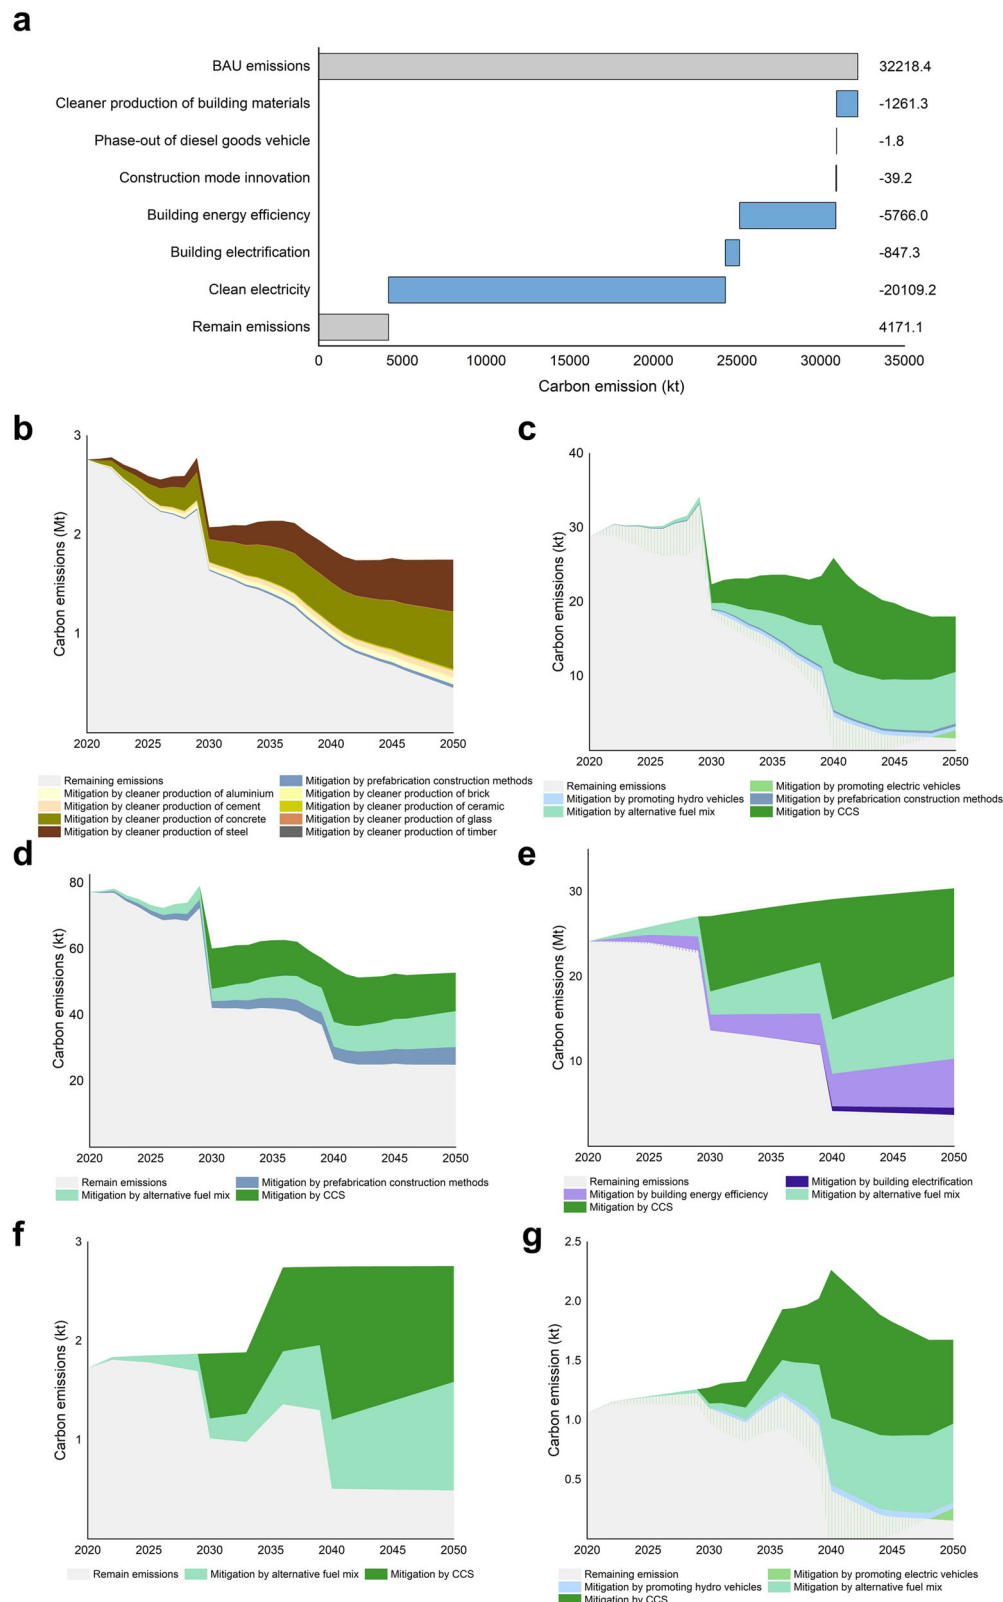 a
BAU emissions 32218.4
Cleaner production of building materials -1261.3
Phase-out of diesel goods vehicle -1.8
Construction mode innovation -39.2
Building energy efficiency -5766.0
Building electrification -847.3
Clean electricity -20109.2
Remain emissions 4171.1
0 5000 10000 15000 20000 25000 30000 35000
Carbon emission (kt)
b
3
2
1
Carbon emissions (Mt)
2020 2025 2030 2035 2040 2045 2050
Remaining emissions
Mitigation by cleaner production of aluminium
Mitigation by cleaner production of cement
Mitigation by cleaner production of concrete
Mitigation by cleaner production of steel
Mitigation by prefabrication construction methods
Mitigation by cleaner production of brick
Mitigation by cleaner production of ceramic
Mitigation by cleaner production of glass
Mitigation by cleaner production of timber
c
40
30
20
10
Carbon emissions (kt)
2020 2025 2030 2035 2040 2045 2050
Remaining emissions
Mitigation by promoting hydro vehicles
Mitigation by alternative fuel mix
Mitigation by promoting electric vehicles
Mitigation by prefabrication construction methods
Mitigation by CCS
d
80
60
40
20
Carbon emissions (kt)
2020 2025 2030 2035 2040 2045 2050
Remain emissions
Mitigation by alternative fuel mix
Mitigation by prefabrication construction methods
Mitigation by CCS
e
30
20
10
Carbon emissions (Mt)
2020 2025 2030 2035 2040 2045 2050
Remaining emissions
Mitigation by building energy efficiency
Mitigation by CCS
Mitigation by building electrification
Mitigation by alternative fuel mix
f
3
2
1
Carbon emissions (kt)
2020 2025 2030 2035 2040 2045 2050
Remain emissions Mitigation by alternative fuel mix Mitigation by CCS
g
2.5
2.0
1.5
1.0
0.5
Carbon emission (kt)
2020 2025 2030 2035 2040 2045 2050
Remaining emission
Mitigation by promoting hydro vehicles
Mitigation by CCS
Mitigation by promoting electric vehicles
Mitigation by alternative fuel mix